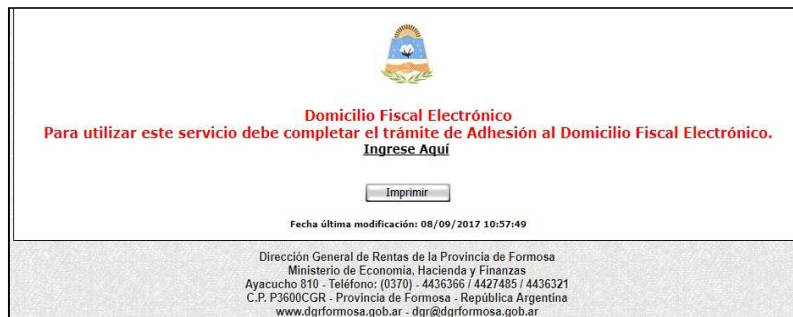 Domicilio Fiscal Electrónico
Para utilizar este servicio debe completar el trámite de Adhesión al Domicilio Fiscal Electrónico.
Ingrese Aquí
Imprimir
Fecha última modificación: 08/09/2017 10:57:49
Dirección General de Rentas de la Provincia de Formosa
Ministerio de Economía, Hacienda y Finanzas
Ayacucho 810 - Teléfono: (0370) - 4436366 / 4427485 / 4436321
C.P. P3600CGR - Provincia de Formosa - República Argentina
www.dgrformosa.gob.ar - dgr@dgrformosa.gob.ar